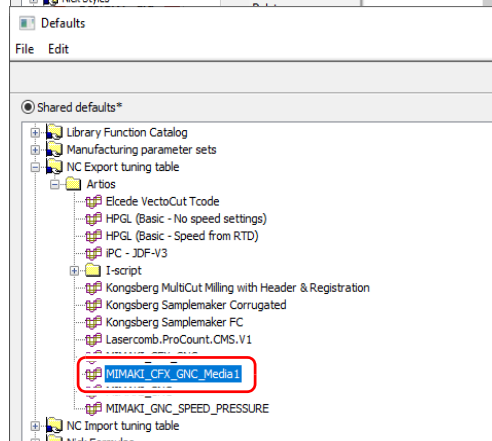 Defaults
File Edit
Shared defaults*
Library Function Catalog
Manufacturing parameter sets
NC Export tuning table
Artios
Elcede VectoCut Tcode
HPGL (Basic - No speed settings)
HPGL (Basic - Speed from RTD)
iPC - JDF-V3
I-script
Kongsberg MultiCut Milling with Header & Registration
Kongsberg Samplemaker Corrugated
Kongsberg Samplemaker FC
Lasercomb.ProCount.CMS.V1
MIMAKI_CFX_GNC_Media1
MIMAKI_GNC_SPEED_PRESSURE
NC Import tuning table